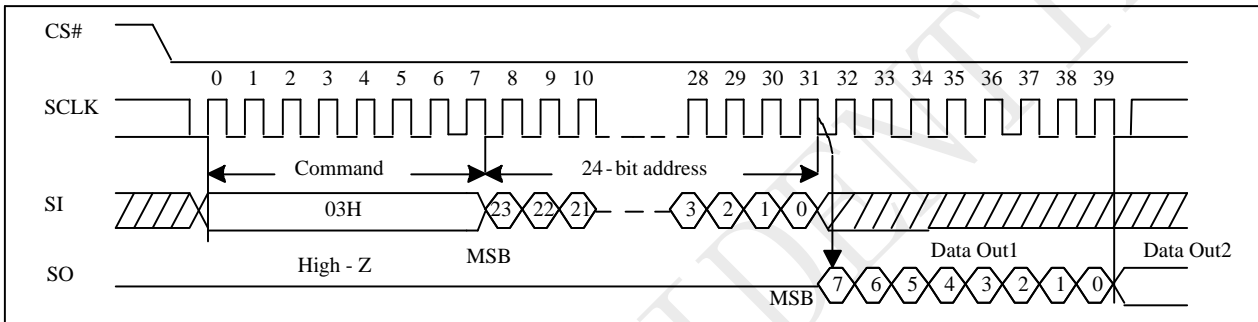 CS#
0 1 2 3 4 5 6 7 8 9 10 28 29 30 31 32 33 34 35 36 37 38 39
SCLK
Command 24-bit address
SI 03H 23 22 21 3 2 1 0
MSB Data Out1 Data Out2
High - Z
SO MSB 7 6 5 4 3 2 1 0